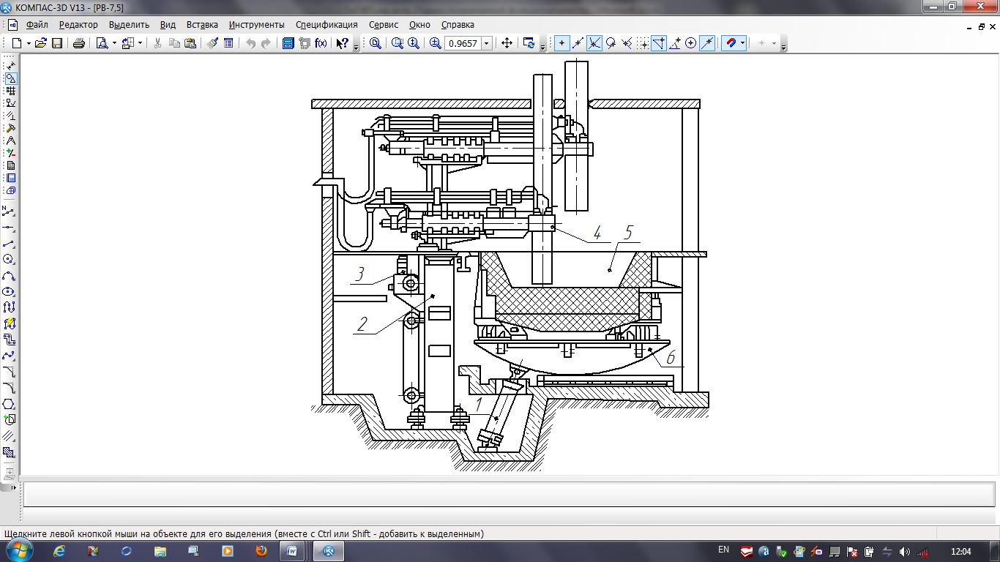 КОМПАС-3D V13 - [РВ-7,5]
Файл Редактор Выделить Вид Вставка Инструменты Спецификация Сервис Окно Справка
0.9657
f(x)
4 5
3
2
6
1
Щелкните левой кнопкой мыши на объекте для его выделения (вместе с Ctrl или Shift - добавить к выделенным)
EN 12:04